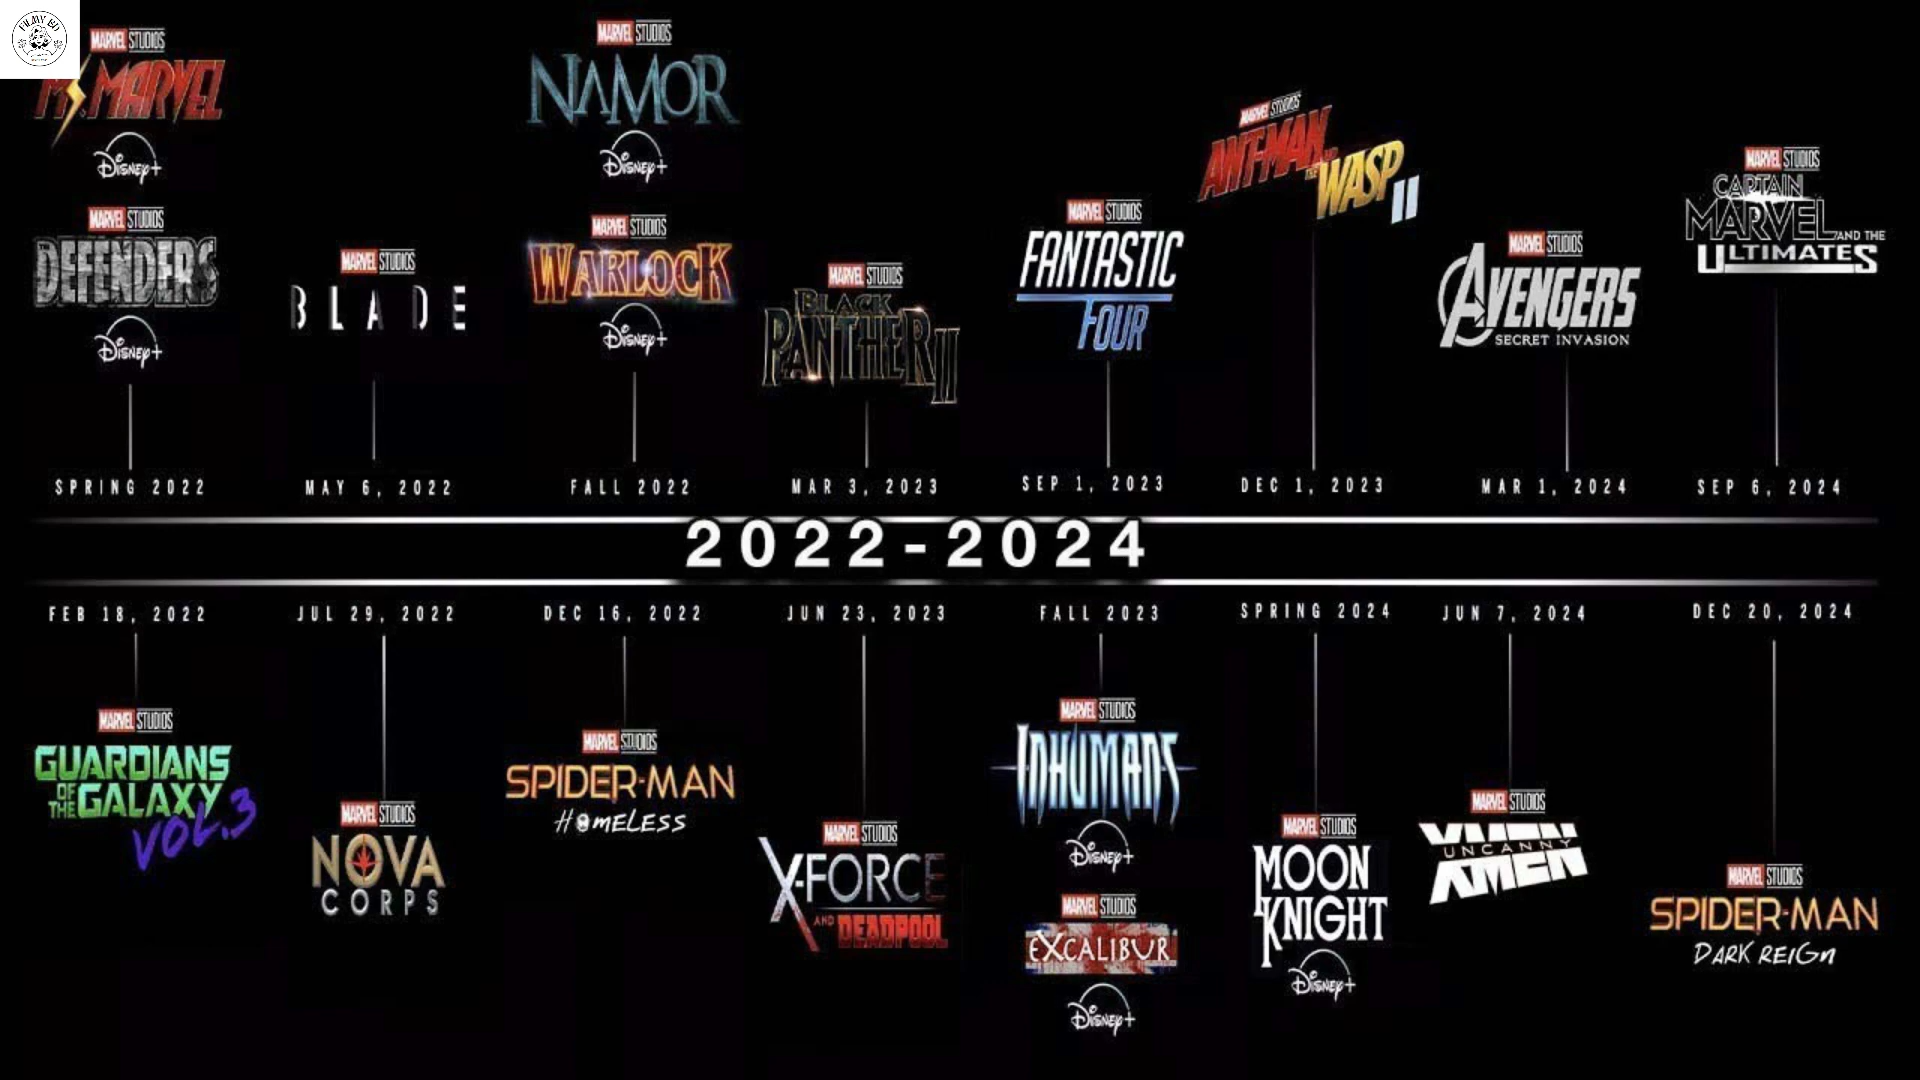 FILMY BD
MARVEL STUDIOS
MS. MARVEL
Disney+
MARVEL STUDIOS
THE DEFENDERS
Disney+
SPRING 2022
MARVEL STUDIOS
BLADE
MAY 6, 2022
MARVEL STUDIOS
NAMOR
Disney+
MARVEL STUDIOS
WARLOCK
Disney+
FALL 2022
MARVEL STUDIOS
BLACK
PANTHER II
MAR 3, 2023
MARVEL STUDIOS
FANTASTIC
FOUR
SEP 1, 2023
MARVEL STUDIOS
ANT-MAN
AND THE WASP II
DEC 1, 2023
MARVEL STUDIOS
AVENGERS
SECRET INVASION
MAR 1, 2024
MARVEL STUDIOS
CAPTAIN
MARVEL AND THE
ULTIMATES
SEP 6, 2024
2022-2024
FEB 18, 2022
MARVEL STUDIOS
GUARDIANS
OF THE GALAXY
VOL.3
JUL 29, 2022
MARVEL STUDIOS
NOVA
CORPS
DEC 16, 2022
MARVEL STUDIOS
SPIDER-MAN
HOMELESS
JUN 23, 2023
MARVEL STUDIOS
X-FORCE
AND DEADPOOL
FALL 2023
MARVEL STUDIOS
INHUMANS
Disney+
MARVEL STUDIOS
EXCALIBUR
Disney+
SPRING 2024
MARVEL STUDIOS
MOON
KNIGHT
Disney+
JUN 7, 2024
MARVEL STUDIOS
X-MEN
UNCANNY
X-MEN
DEC 20, 2024
MARVEL STUDIOS
SPIDER-MAN
DARK REIGN